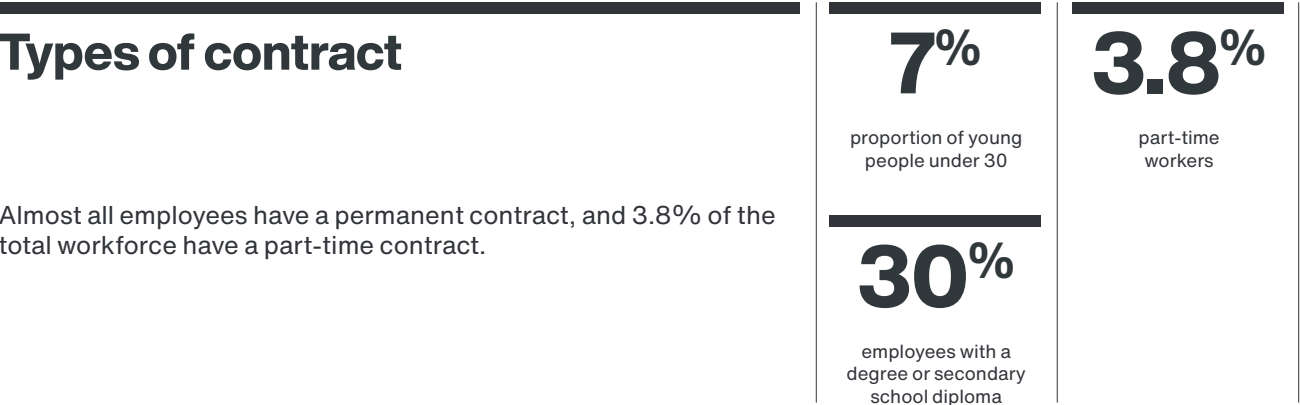 Types of contract
Almost all employees have a permanent contract, and 3.8% of the
total workforce have a part-time contract.
7%
proportion of young
people under 30
30%
employees with a
degree or secondary
school diploma
3.8%
part-time
workers